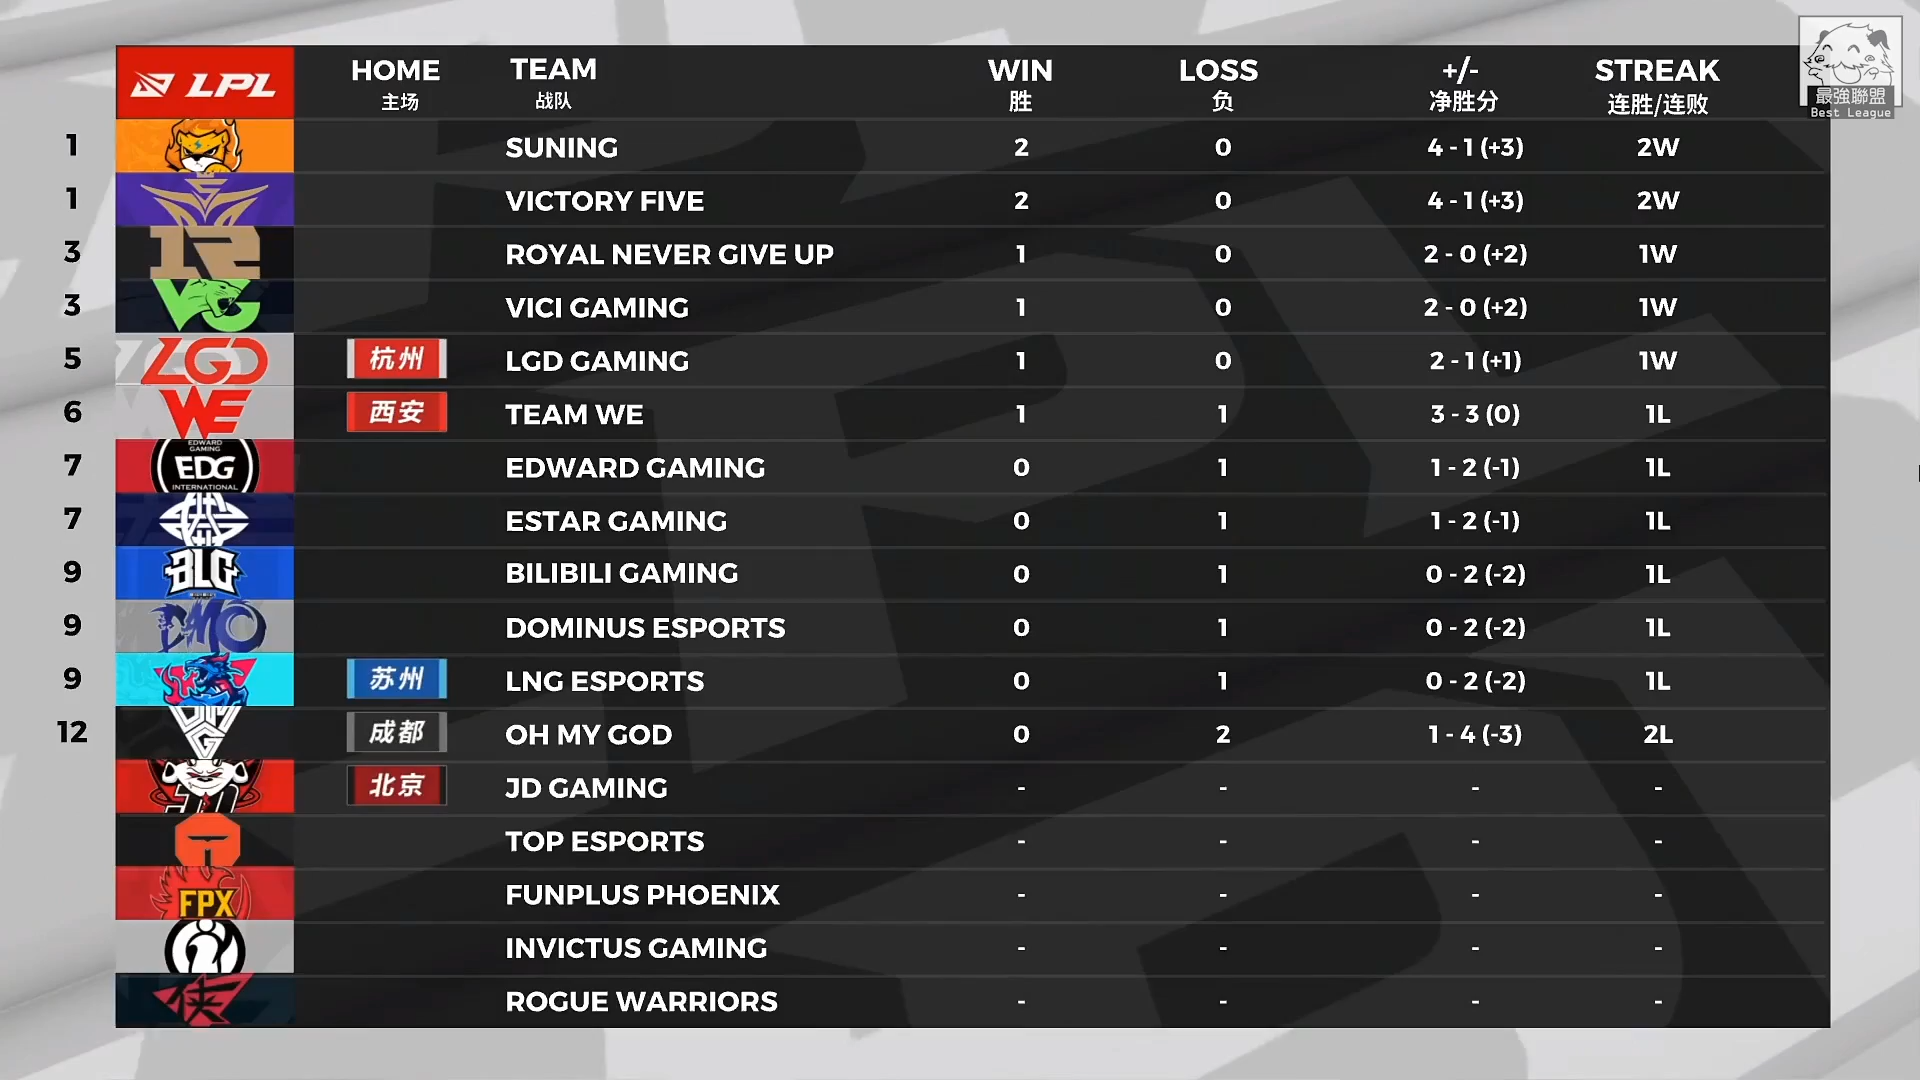 LPL HOME TEAM WIN LOSS +/- STREAK
主场 战队 胜 负 净胜分 连胜/连败
最強聯盟
Best League
1 SUNING 2 0 4 - 1 (+3) 2W
1 VICTORY FIVE 2 0 4 - 1 (+3) 2W
3 ROYAL NEVER GIVE UP 1 0 2 - 0 (+2) 1W
3 VG VICI GAMING 1 0 2 - 0 (+2) 1W
5 LGD 杭州 LGD GAMING 1 0 2 - 1 (+1) 1W
6 WE 西安 TEAM WE 1 1 3 - 3 (0) 1L
EDWARD
GAMING
7 EDG EDWARD GAMING 0 1 1 - 2 (-1) 1L
INTERNATIONAL
7 ESTAR GAMING 0 1 1 - 2 (-1) 1L
9 BLG BILIBILI GAMING 0 1 0 - 2 (-2) 1L
9 DMO DOMINUS ESPORTS 0 1 0 - 2 (-2) 1L
9 苏州 LNG ESPORTS 0 1 0 - 2 (-2) 1L
12 OMG 成都 OH MY GOD 0 2 1 - 4 (-3) 2L
JD 北京 JD GAMING - - - -
TOP ESPORTS - - - -
FPX FUNPLUS PHOENIX - - - -
INVICTUS GAMING - - - -
侠 ROGUE WARRIORS - - - -